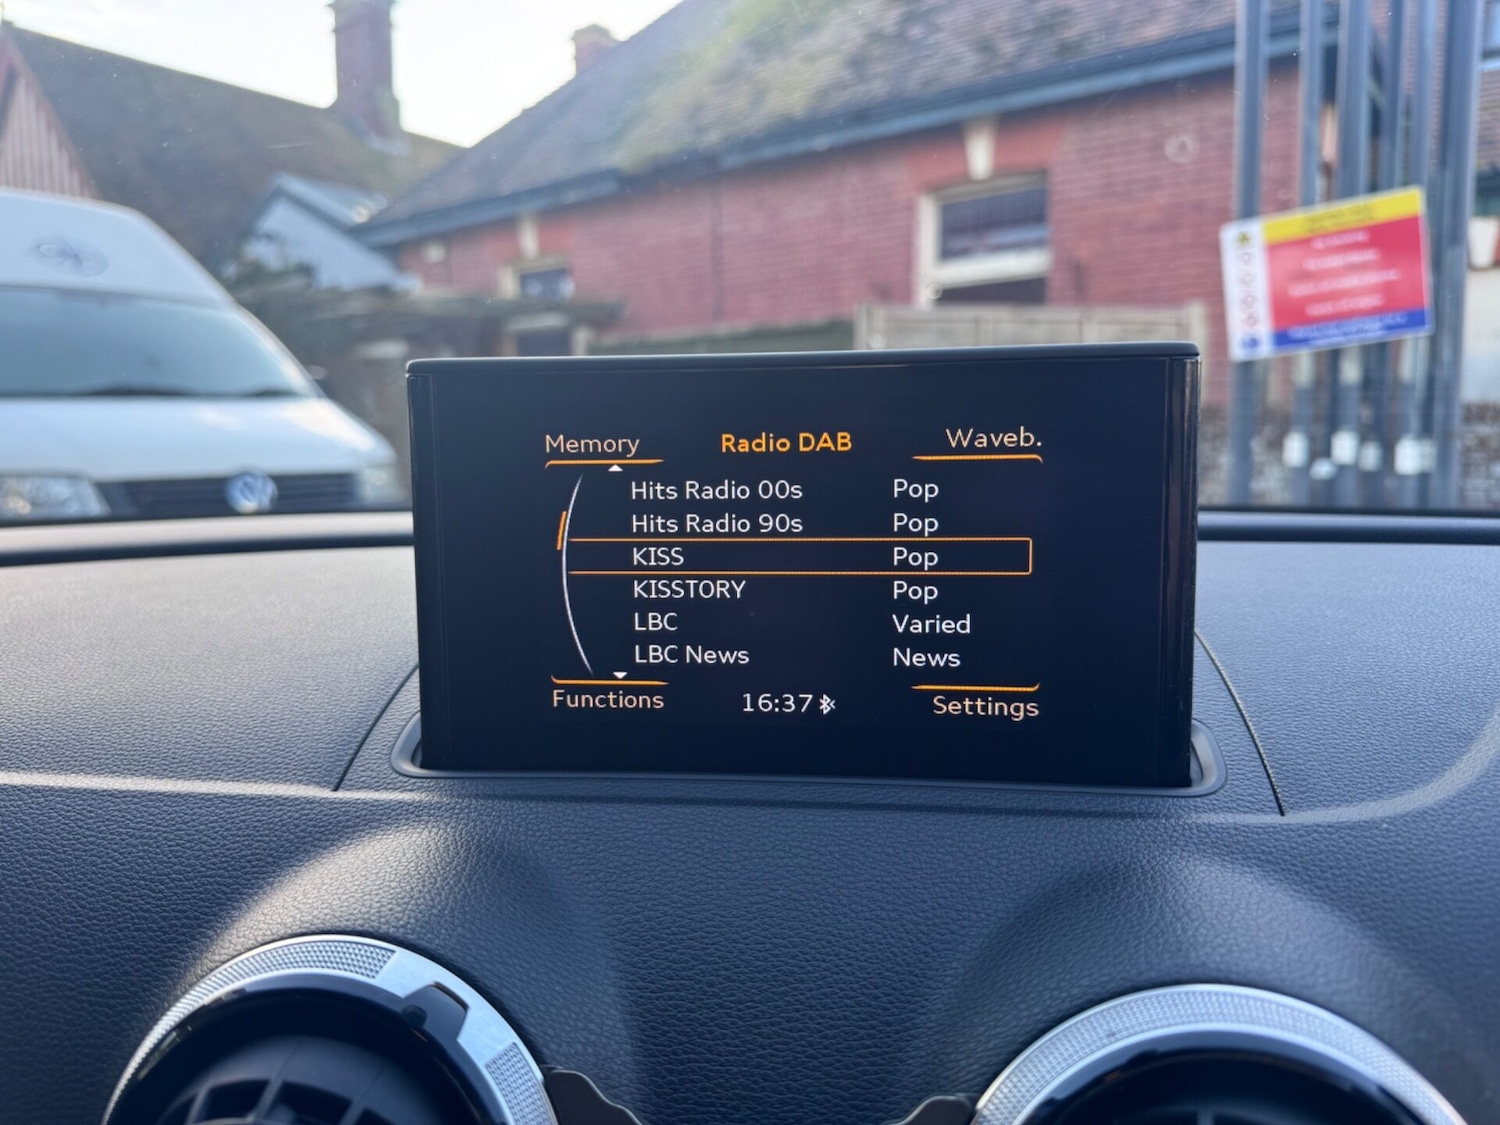 Memory Radio DAB Waveb.
Hits Radio 00s Pop
Hits Radio 90s Pop
KISS Pop
KISSTORY Pop
LBC Varied
LBC News News
Functions 16:37 Settings